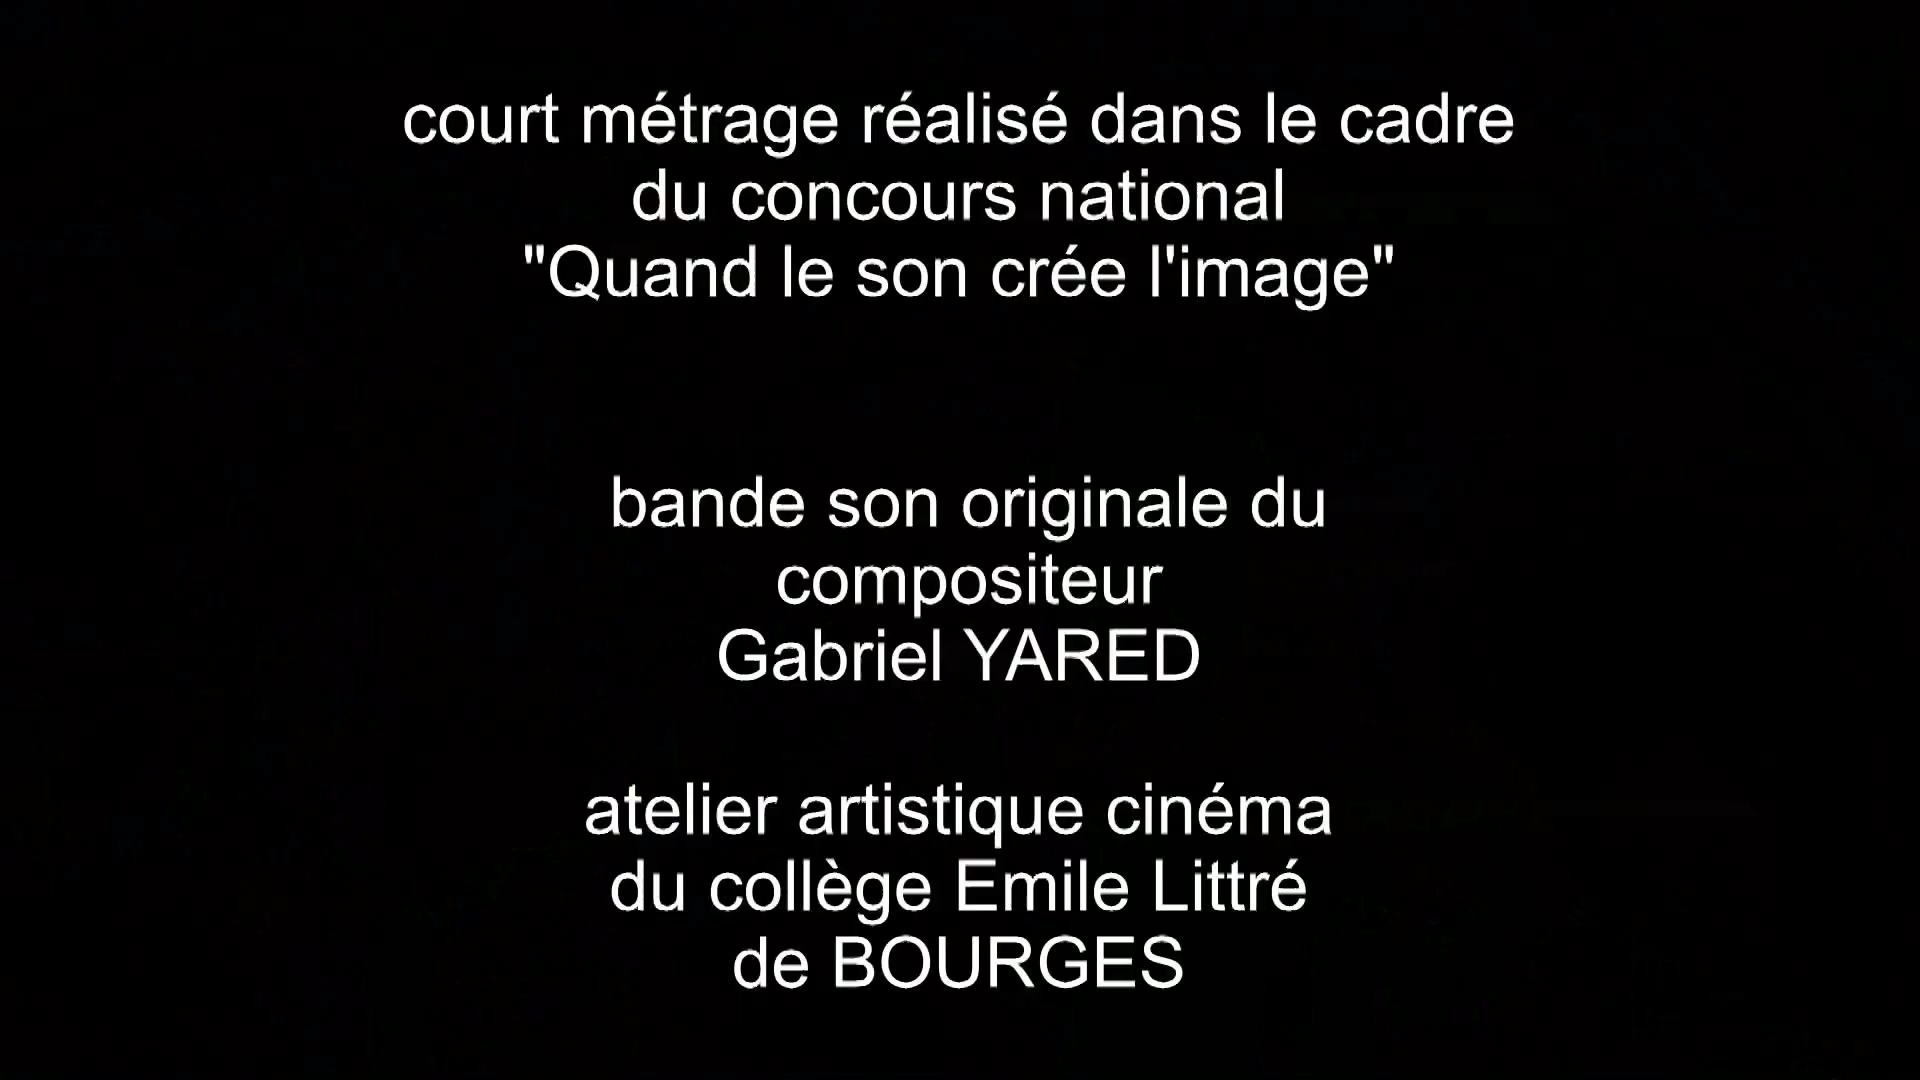 court métrage réalisé dans le cadre
du concours national
"Quand le son crée l'image"
bande son originale du
compositeur
Gabriel YARED
atelier artistique cinéma
du collège Emile Littré
de BOURGES